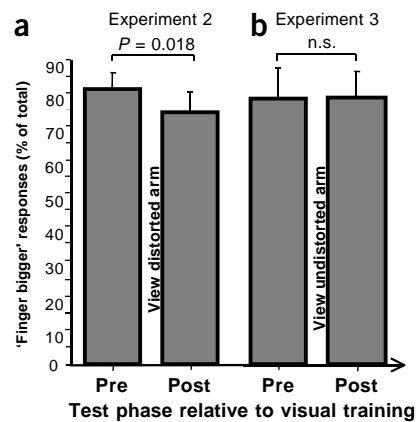 a Experiment 2 b Experiment 3
P = 0.018 n.s.
'Finger bigger' responses (% of total)
90
80
70
60
50
40
30
20
10
0
View distorted arm
View undistorted arm
Pre Post Pre Post
Test phase relative to visual training